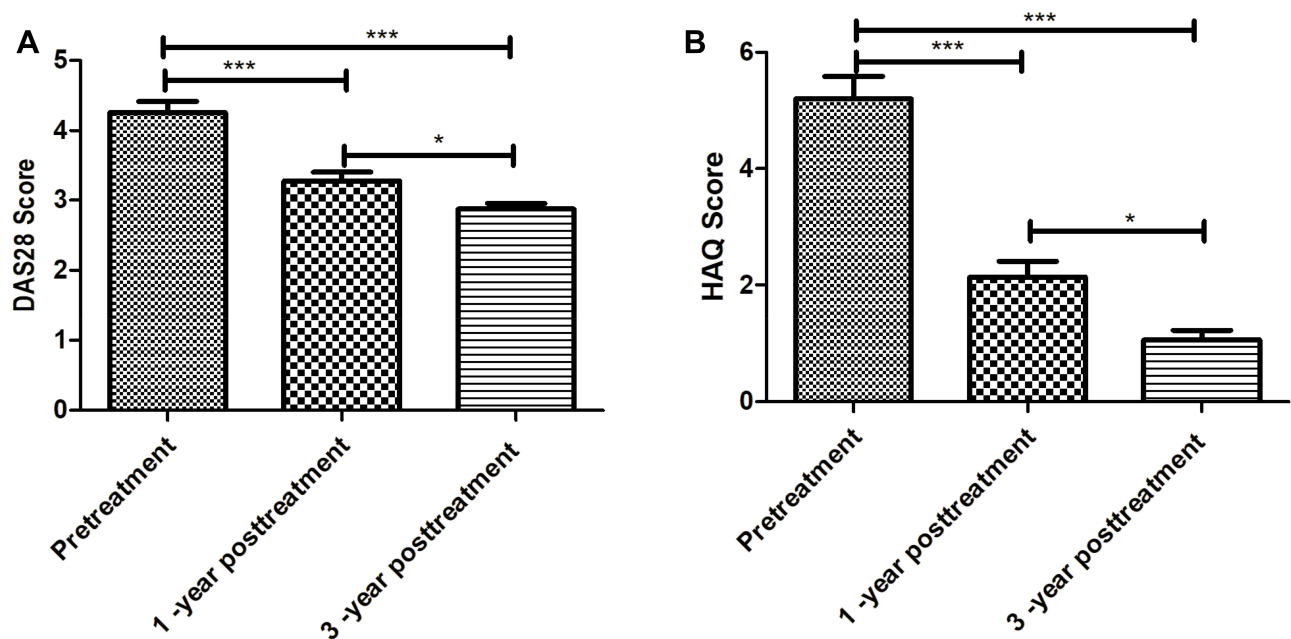 A
***
***
*
5
4
3
2
1
0
DAS28 Score
Pretreatment
1 -year posttreatment
3 -year posttreatment
B
***
***
*
6
4
2
0
HAQ Score
Pretreatment
1 -year posttreatment
3 -year posttreatment